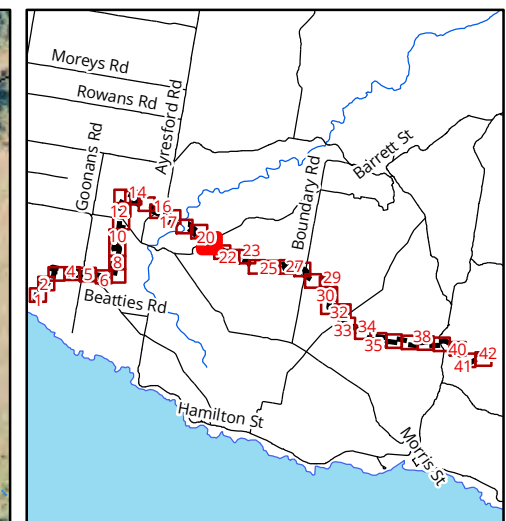 Moreys Rd
Rowans Rd
Ayresford Rd
Goonans Rd
Barrett St
Boundary Rd
14
16
12
17
10
20
22
23
8
25
27
2
4
5
6
1
29
30
32
33
34
35
38
40
41
42
Beatties Rd
Hamilton St
Morris St